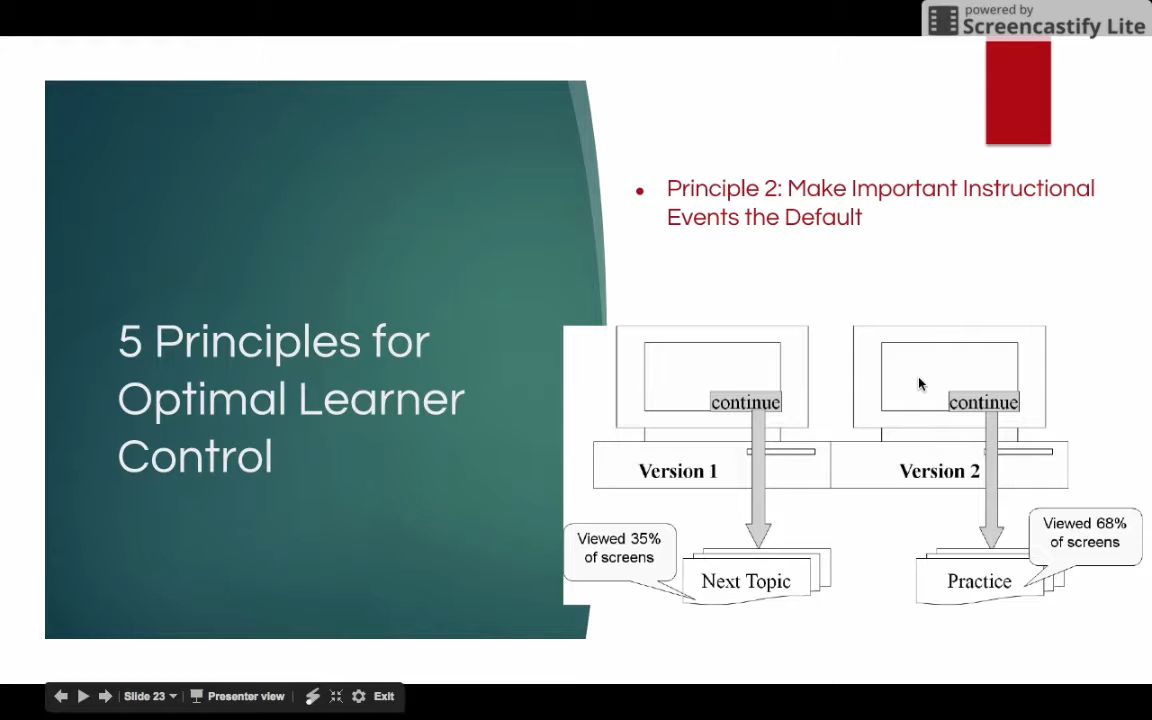 powered by
Screencastify Lite
5 Principles for
Optimal Learner
Control
• Principle 2: Make Important Instructional
Events the Default
continue
continue
Version 1
Version 2
Viewed 35%
of screens
Next Topic
Viewed 68%
of screens
Practice
Slide 23
Presenter view
Exit